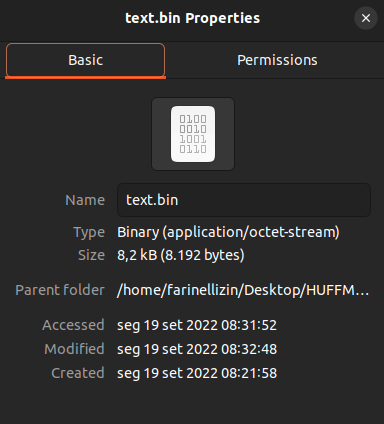 text.bin Properties
Basic Permissions
0100
0010
1001
0110
Name text.bin
Type Binary (application/octet-stream)
Size 8,2 kB (8.192 bytes)
Parent folder /home/farinellizin/Desktop/HUFFM…
Accessed seg 19 set 2022 08:31:52
Modified seg 19 set 2022 08:32:48
Created seg 19 set 2022 08:21:58